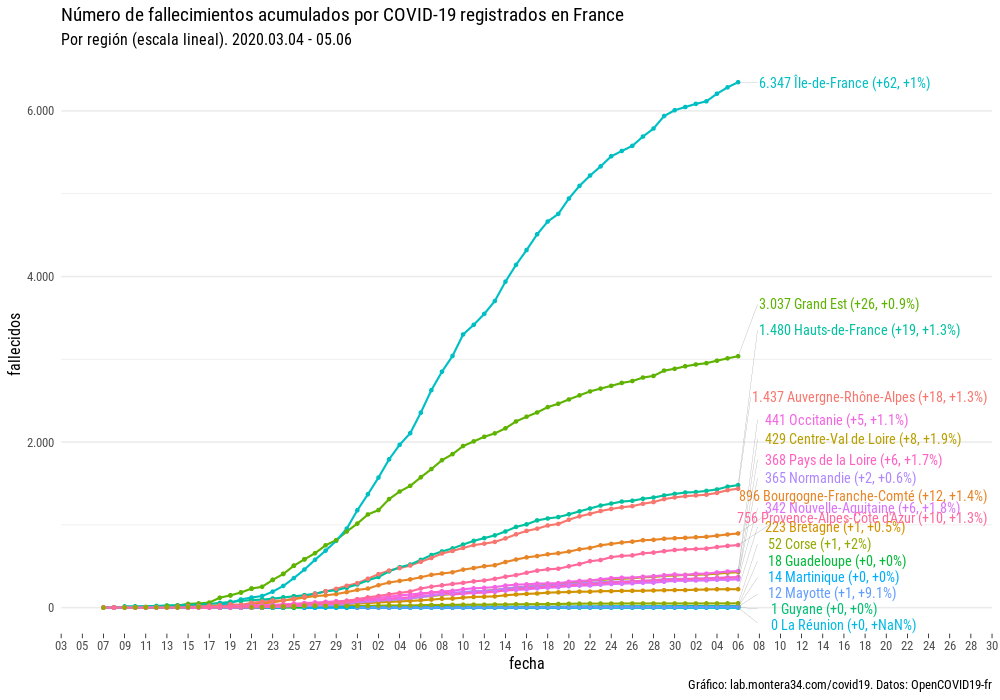 Número de fallecimientos acumulados por COVID-19 registrados en France
Por región (escala lineal). 2020.03.04 - 05.06
6.347 Île-de-France (+62, +1%)
6.000
4.000
3.037 Grand Est (+26, +0.9%)
1.480 Hauts-de-France (+19, +1.3%)
fallecidos
1.437 Auvergne-Rhône-Alpes (+18, +1.3%)
441 Occitanie (+5, +1.1%)
2.000
429 Centre-Val de Loire (+8, +1.9%)
368 Pays de la Loire (+6, +1.7%)
365 Normandie (+2, +0.6%)
896 Bourgogne-Franche-Comté (+12, +1.4%)
342 Nouvelle-Aquitaine (+6, +1.8%)
756 Provence-Alpes-Côte d'Azur (+10, +1.3%)
223 Bretagne (+1, +0.5%)
52 Corse (+1, +2%)
18 Guadeloupe (+0, +0%)
14 Martinique (+0, +0%)
12 Mayotte (+1, +9.1%)
0
1 Guyane (+0, +0%)
0 La Réunion (+0, +NaN%)
03 05 07 09 11 13 15 17 19 21 23 25 27 29 31 02 04 06 08 10 12 14 16 18 20 22 24 26 28 30 02 04 06 08 10 12 14 16 18 20 22 24 26 28 30
fecha
Gráfico: lab.montera34.com/covid19. Datos: OpenCOVID19-fr